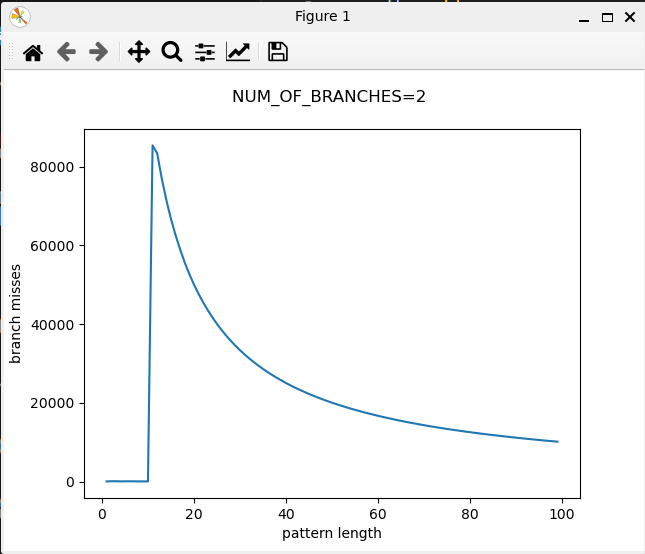 Figure 1
NUM_OF_BRANCHES=2
80000
60000
40000
20000
0
branch misses
0 20 40 60 80 100
pattern length